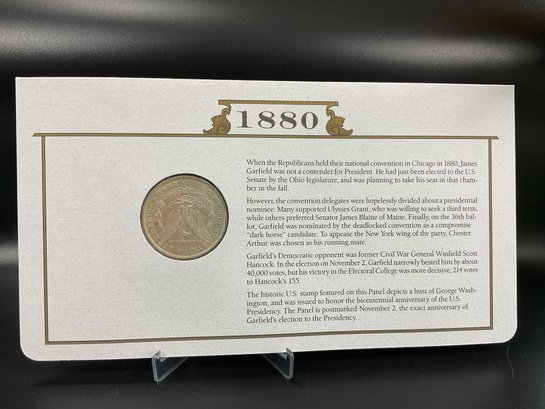 1880
When the Republicans held their national convention in Chicago in 1880, James
Garfield was not a contender for President. He had just been elected to the U.S.
Senate by the Ohio legislature, and was planning to take his seat in that cham-
ber in the fall.
However, the convention delegates were hopelessly divided about a presidential
nominee. Many supported Ulysses Grant, who was willing to seek a third term,
while others preferred Senator James Blaine of Maine. Finally, on the 36th bal-
lot, Garfield was nominated by the deadlocked convention as a compromise
"dark horse" candidate. To appease the New York wing of the party, Chester
Arthur was chosen as his running mate.
Garfield's Democratic opponent was former Civil War General Winfield Scott
Hancock. In the election on November 2, Garfield narrowly bested him by about
40,000 votes, but his victory in the Electoral College was more decisive, 214 votes
to Hancock's 155.
The historic U.S. stamp featured on this Panel depicts a bust of George Wash-
ington, and was issued to honor the bicentennial anniversary of the U.S.
Presidency. The Panel is postmarked November 2, the exact anniversary of
Garfield's election to the Presidency.